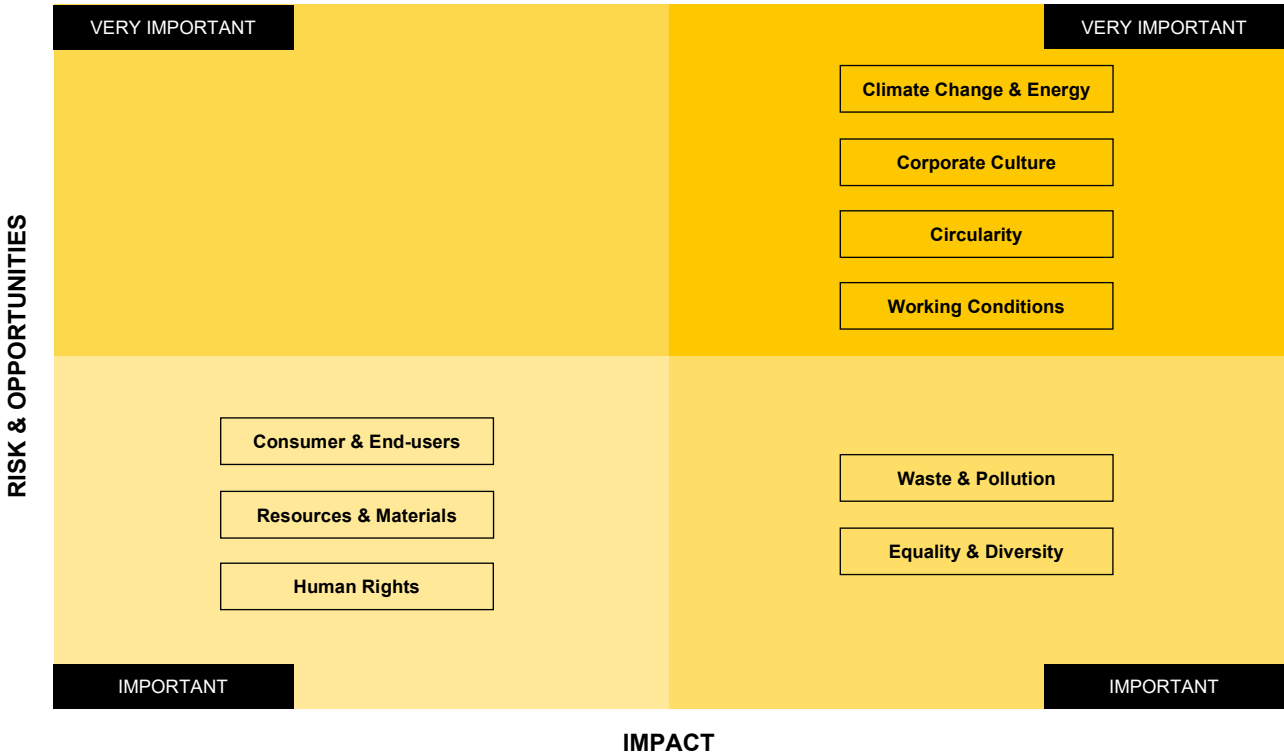 VERY IMPORTANT
VERY IMPORTANT
Climate Change & Energy
Corporate Culture
Circularity
Working Conditions
RISK & OPPORTUNITIES
Consumer & End-users
Resources & Materials
Human Rights
Waste & Pollution
Equality & Diversity
IMPORTANT
IMPORTANT
IMPACT